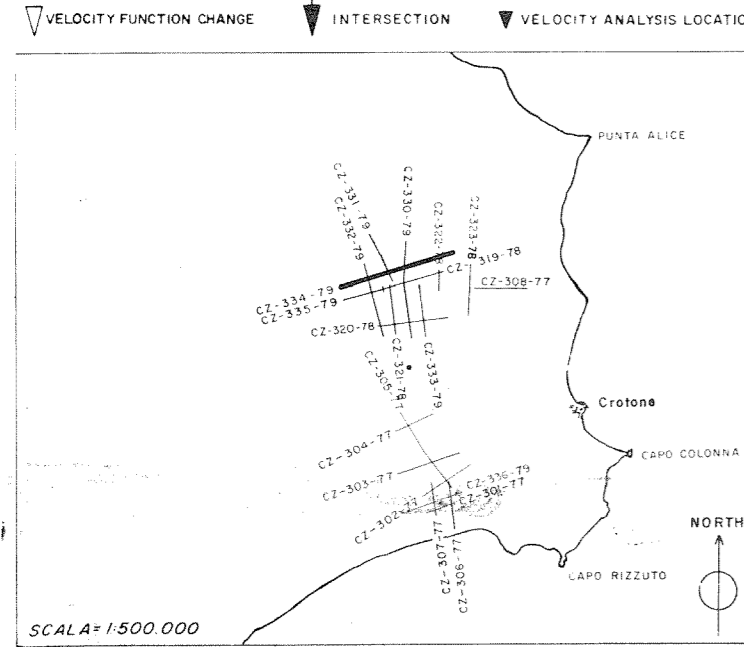 VELOCITY FUNCTION CHANGE
INTERSECTION
VELOCITY ANALYSIS LOCATIO
PUNTA ALICE
CZ-331-79
CZ-332-79
CZ-330-79
CZ-322-78
CZ-323-78
CZ-319-78
CZ-308-77
CZ-334-79
CZ-335-79
CZ-320-78
CZ-321-78
CZ-305-77
CZ-333-79
Crotone
CZ-304-77
CAPO COLONNA
CZ-303-77
CZ-336-79
CZ-301-77
CZ-302-77
CZ-307-77
CZ-306-77
NORTH
CAPO RIZZUTO
SCALA=1:500.000